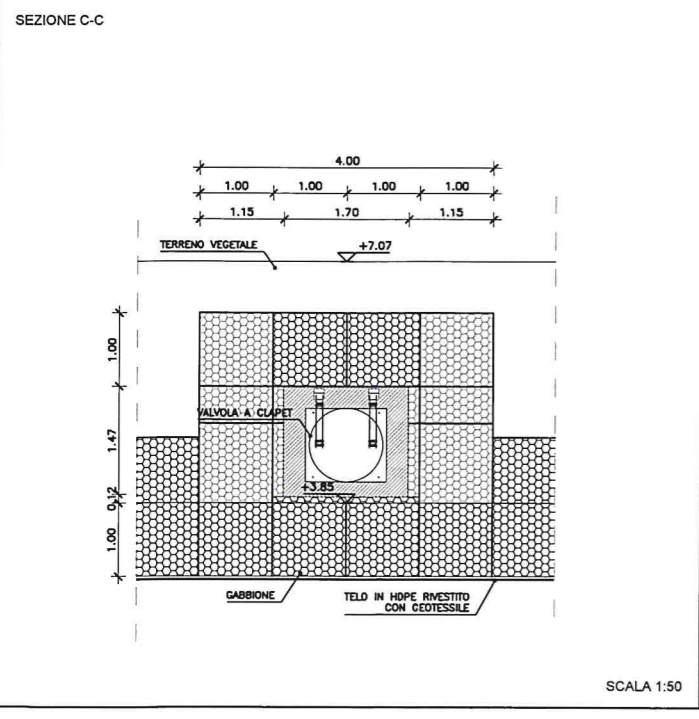 SEZIONE C-C
4.00
1.00 1.00 1.00 1.00
1.15 1.70 1.15
TERRENO VEGETALE
+7.07
1.00
VALVOLA A CLAPET
1.47
+3.85
0.12
1.00
GABBIONE
TELO IN HDPE RIVESTITO
CON GEOTESSILE
SCALA 1:50